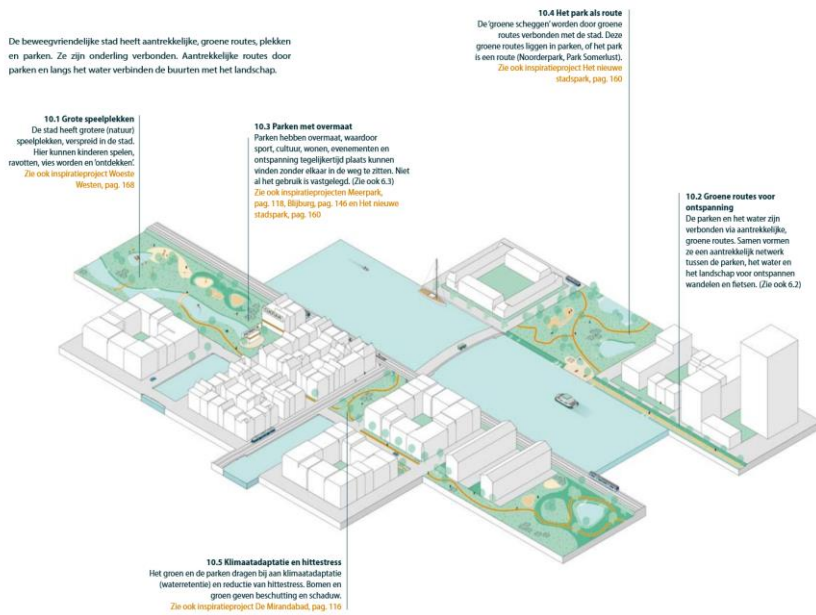 De beweegvriendelijke stad heeft aantrekkelijke, groene routes, plekken
en parken. Ze zijn onderling verbonden. Aantrekkelijke routes door
parken en langs het water verbinden de buurten met het landschap.
10.4 Het park als route
De ‘groene scheggen’ worden door groene
routes verbonden met de stad. Deze
groene routes liggen in parken, of het park
is een route (Noorderpark, Park Somerlust).
Zie ook inspiratieproject Het nieuwe
stadspark, pag. 160
10.1 Grote speelplekken
De stad heeft grotere (natuur)
speelplekken, verspreid in de stad.
Hier kunnen kinderen spelen,
ravotten, vies worden en ‘ontdekken’.
Zie ook inspiratieproject Woeste
Westen, pag. 168
10.3 Parken met overmaat
Parken hebben overmaat, waardoor
sport, cultuur, wonen, evenementen en
ontspanning tegelijkertijd plaats kunnen
vinden zonder elkaar in de weg te zitten. Niet
al het gebruik is vastgelegd. (Zie ook 6.3)
Zie ook inspiratieprojecten Meerpark,
pag. 118, Blijburg, pag. 146 en Het nieuwe
stadspark, pag. 160
10.2 Groene routes voor
ontspanning
De parken en het water zijn
verbonden via aantrekkelijke,
groene routes. Samen vormen
ze een aantrekkelijk netwerk
tussen de parken, het water en
het landschap voor ontspannen
wandelen en fietsen. (Zie ook 6.2)
10.5 Klimaatadaptatie en hittestress
Het groen en de parken dragen bij aan klimaatadaptatie
(waterretentie) en reductie van hittestress. Bomen en
groen geven beschutting en schaduw.
Zie ook inspiratieproject De Mirandabad, pag. 116